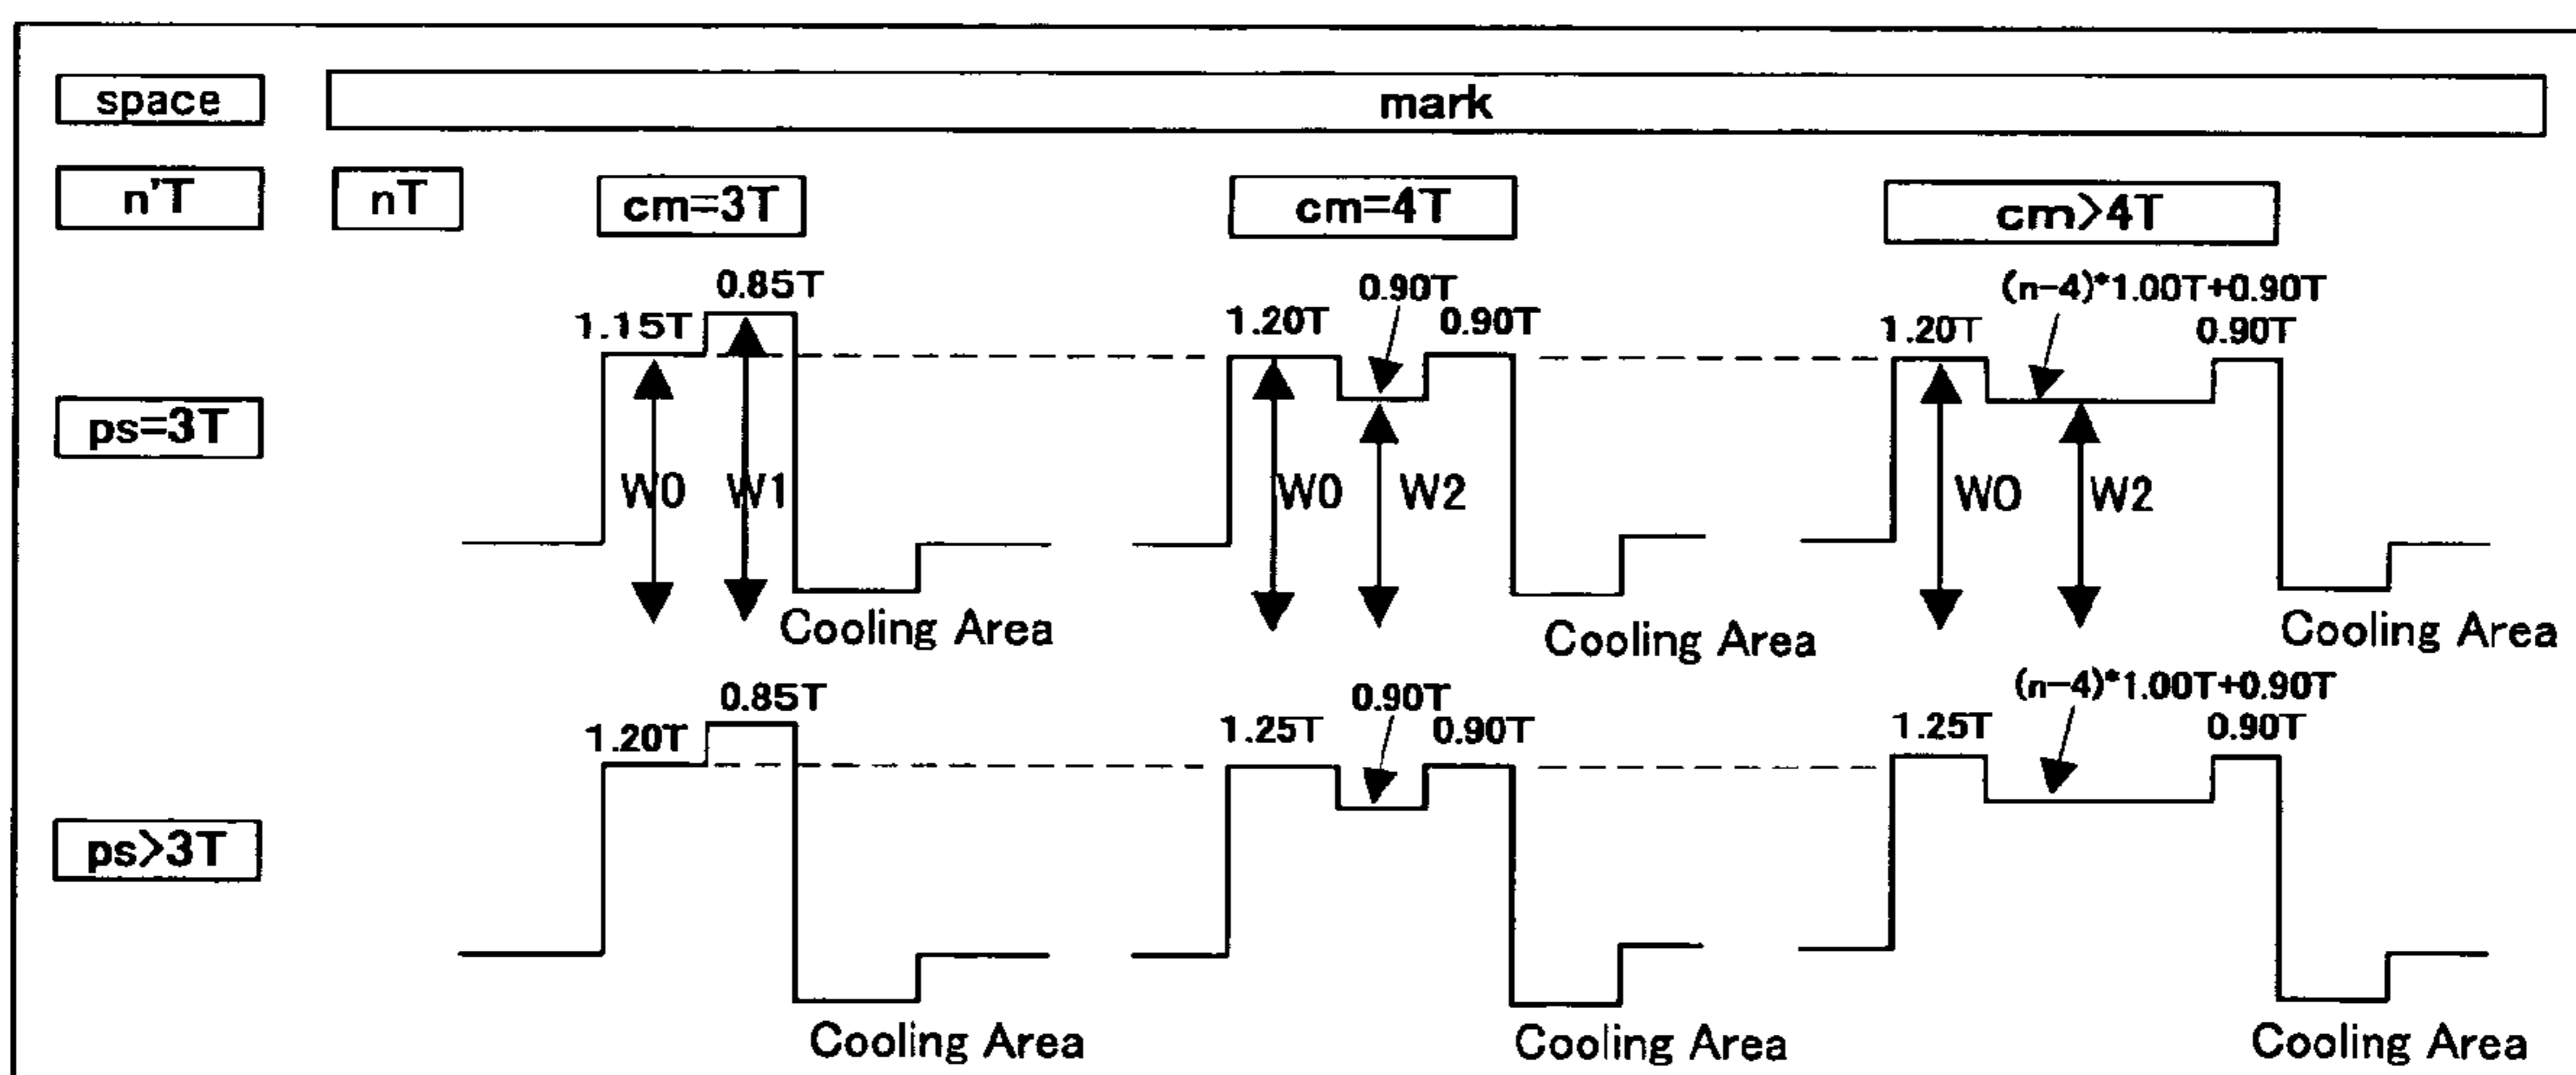 space
mark
n'T
nT
cm=3T
cm=4T
cm>4T
0.85T
1.15T
0.90T
1.20T
0.90T
(n-4)*1.00T+0.90T
1.20T
0.90T
ps=3T
W0
W1
W0
W2
W0
W2
Cooling Area
Cooling Area
Cooling Area
0.85T
1.20T
0.90T
1.25T
0.90T
(n-4)*1.00T+0.90T
1.25T
0.90T
ps>3T
Cooling Area
Cooling Area
Cooling Area